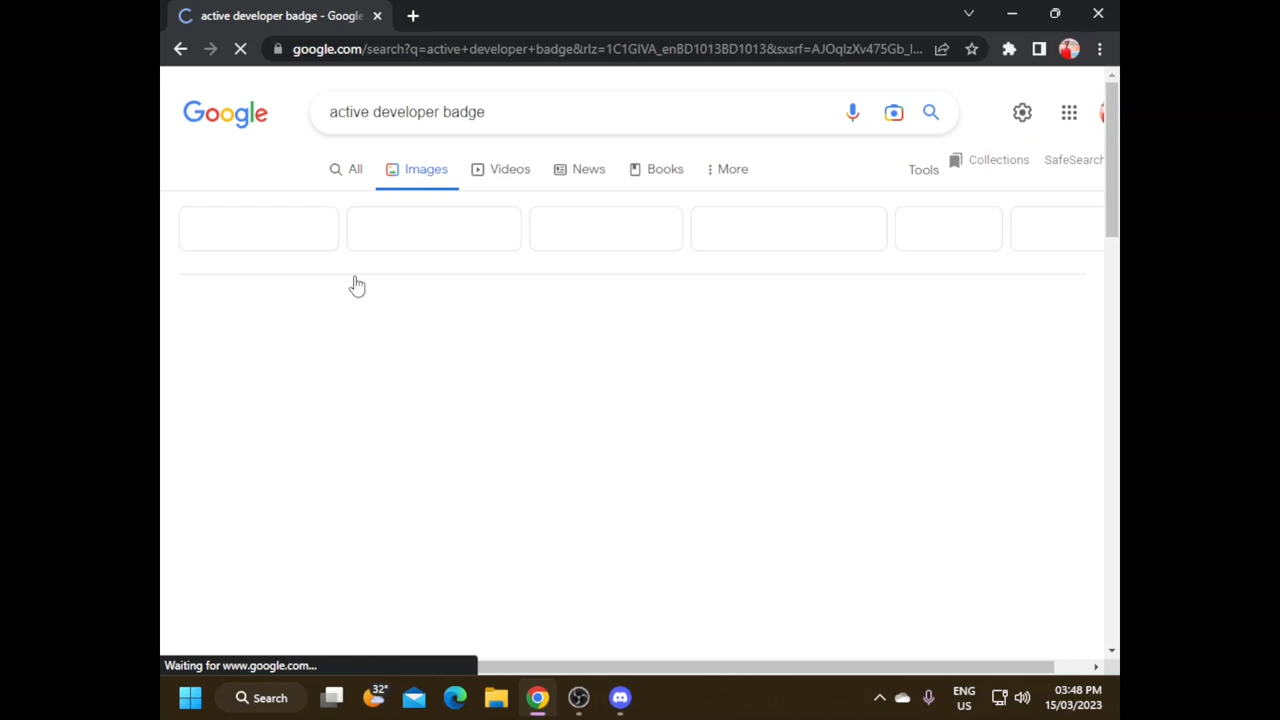 active developer badge - Google
google.com/search?q=active+developer+badge&rlz=1C1GIVA_enBD1013BD1013&sxsrf=AJOqlzXv475Gb_l...
Google
active developer badge
All
Images
Videos
News
Books
More
Tools
Collections
SafeSearch
Waiting for www.google.com...
32°
Search
ENG
US
03:48 PM
15/03/2023